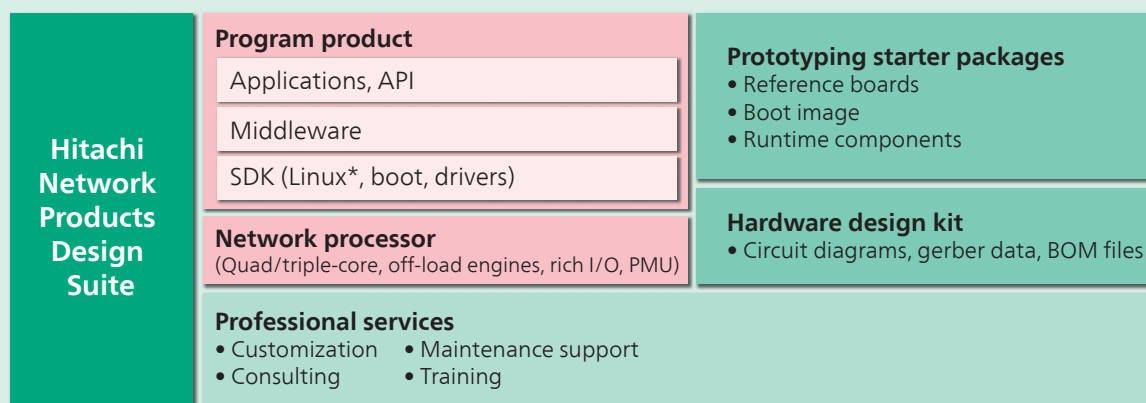 Hitachi
Network
Products
Design
Suite
Program product
Applications, API
Middleware
SDK (Linux*, boot, drivers)
Network processor
(Quad/triple-core, off-load engines, rich I/O, PMU)
Prototyping starter packages
• Reference boards
• Boot image
• Runtime components
Hardware design kit
• Circuit diagrams, gerber data, BOM files
Professional services
• Customization • Maintenance support
• Consulting • Training